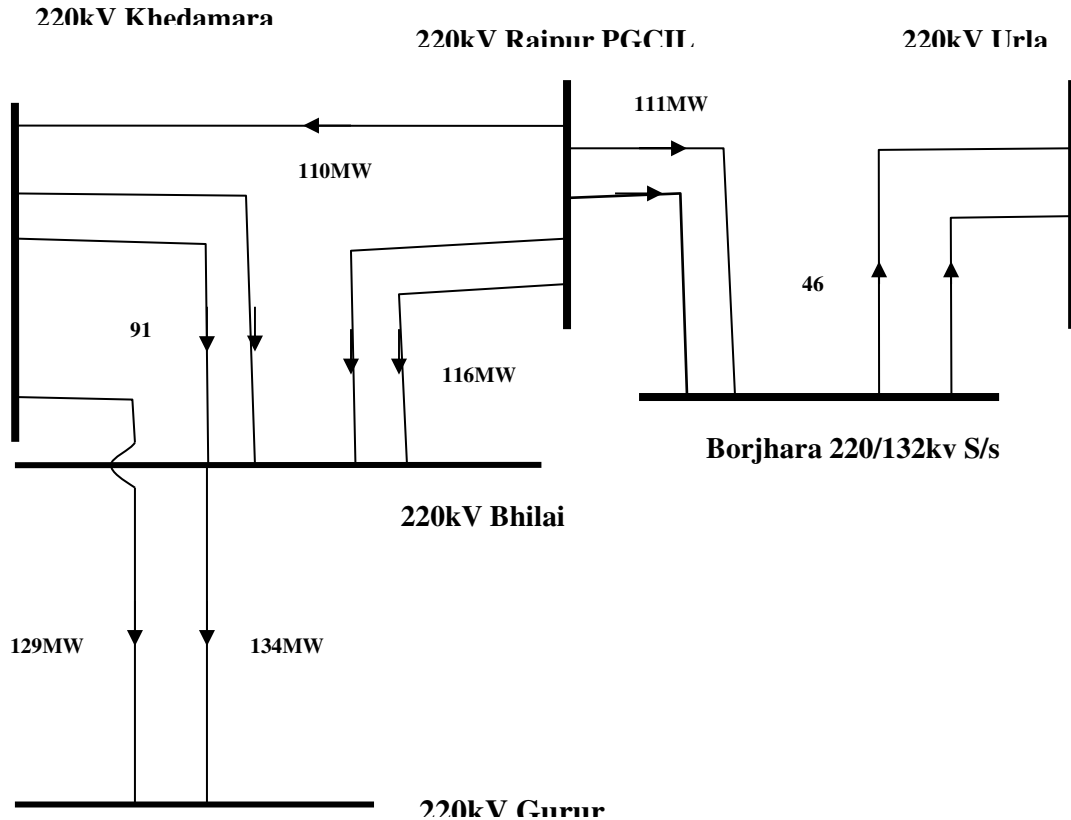 220kV Khedamara
220kV Raipur PGCIL
220kV Urla
111MW
110MW
46
91
116MW
Borjhara 220/132kv S/s
220kV Bhilai
129MW
134MW
220kV Gurur